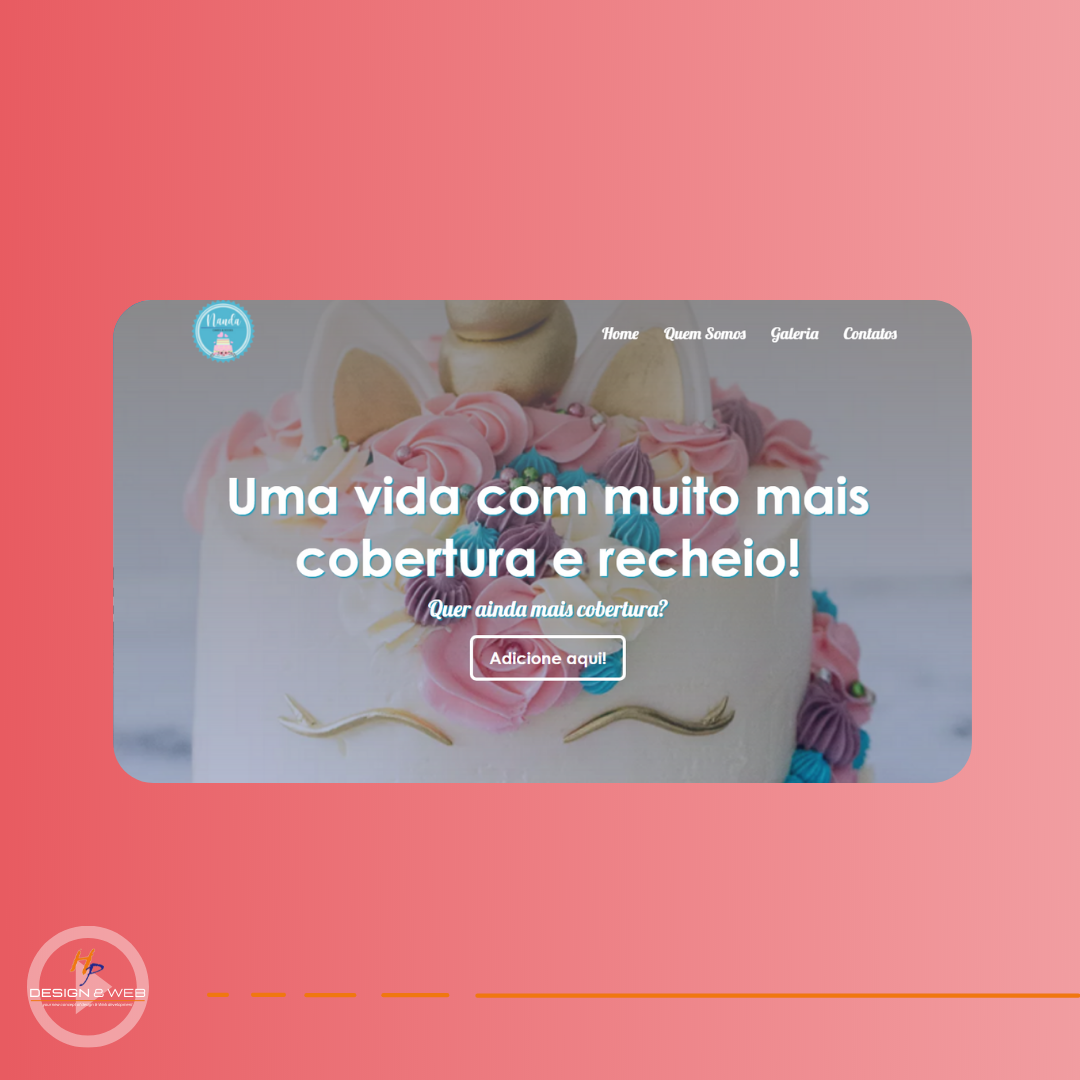 Nanda
Home Quem Somos Galeria Contatos
Uma vida com muito mais
cobertura e recheio!
Quer ainda mais cobertura?
Adicione aqui!
HP
DESIGN & WEB